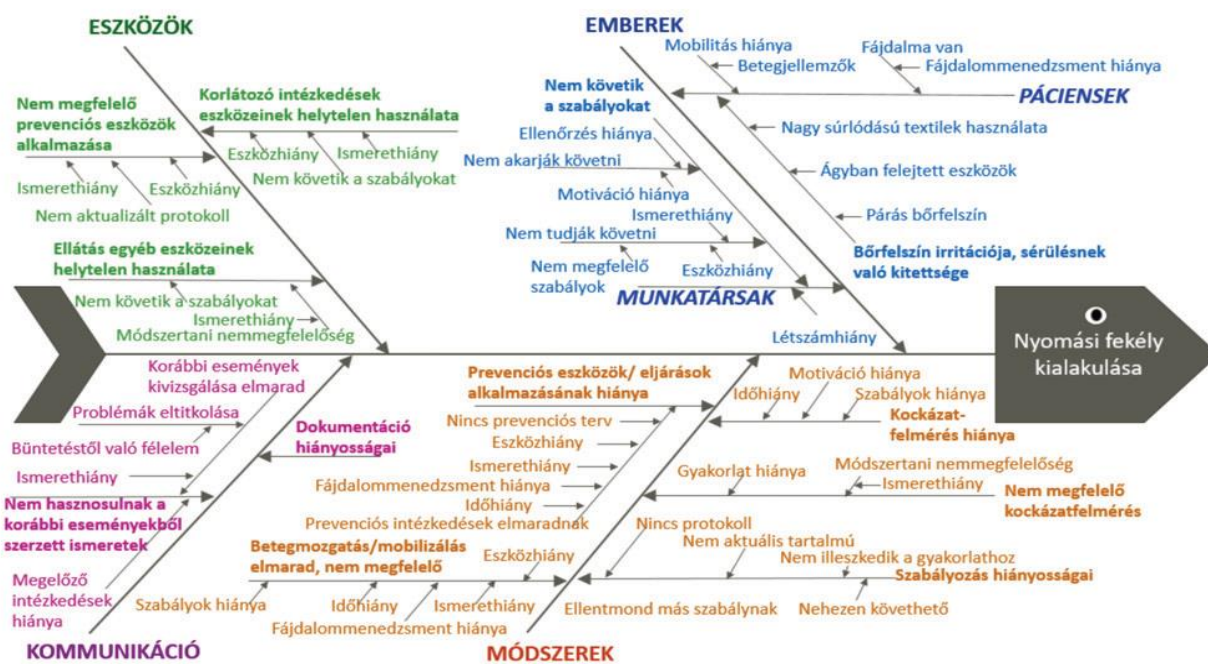 ESZKÖZÖK
Nem megfelelő
prevenciós eszközök
alkalmazása
Ismerethiány
Eszközhiány
Nem aktualizált protokoll
Korlátozó intézkedések
eszközeinek helytelen használata
Eszközhiány
Ismerethiány
Nem követik a szabályokat
Ellátás egyéb eszközeinek
helytelen használata
Nem követik a szabályokat
Ismerethiány
Módszertani nemmegfelelőség
EMBEREK
Mobilitás hiánya
Betegjellemzők
Fájdalma van
Fájdalommenedzsment hiánya
PÁCIENSEK
Nem követik
a szabályokat
Ellenőrzés hiánya
Nem akarják követni
Motiváció hiánya
Ismerethiány
Nem tudják követni
Nem megfelelő
szabályok
Eszközhiány
MUNKATÁRSAK
Létszámhiány
Nagy súrlódású textilek használata
Ágyban felejtett eszközök
Párás bőrfelszín
Bőrfelszín irritációja, sérülésnek
való kitettsége
Nyomási fekély
kialakulása
Korábbi események
kivizsgálása elmarad
Problémák eltitkolása
Büntetéstől való félelem
Ismerethiány
Nem hasznosulnak a
korábbi eseményekből
szerzett ismeretek
Megelőző
intézkedések
hiánya
Dokumentáció
hiányosságai
KOMMUNIKÁCIÓ
Prevenciós eszközök/ eljárások
alkalmazásának hiánya
Nincs prevenciós terv
Eszközhiány
Ismerethiány
Fájdalommenedzsment hiánya
Időhiány
Prevenciós intézkedések elmaradnak
Betegmozgatás/mobilizálás
elmarad, nem megfelelő
Eszközhiány
Szabályok hiánya
Időhiány
Ismerethiány
Fájdalommenedzsment hiánya
Motiváció hiánya
Időhiány
Szabályok hiánya
Kockázat-
felmérés hiánya
Gyakorlat hiánya
Módszertani nemmegfelelőség
Ismerethiány
Nem megfelelő
kockázatfelmérés
Nincs protokoll
Nem aktuális tartalmú
Nem illeszkedik a gyakorlathoz
Szabályozás hiányosságai
Ellentmond más szabálynak
Nehezen követhető
MÓDSZEREK